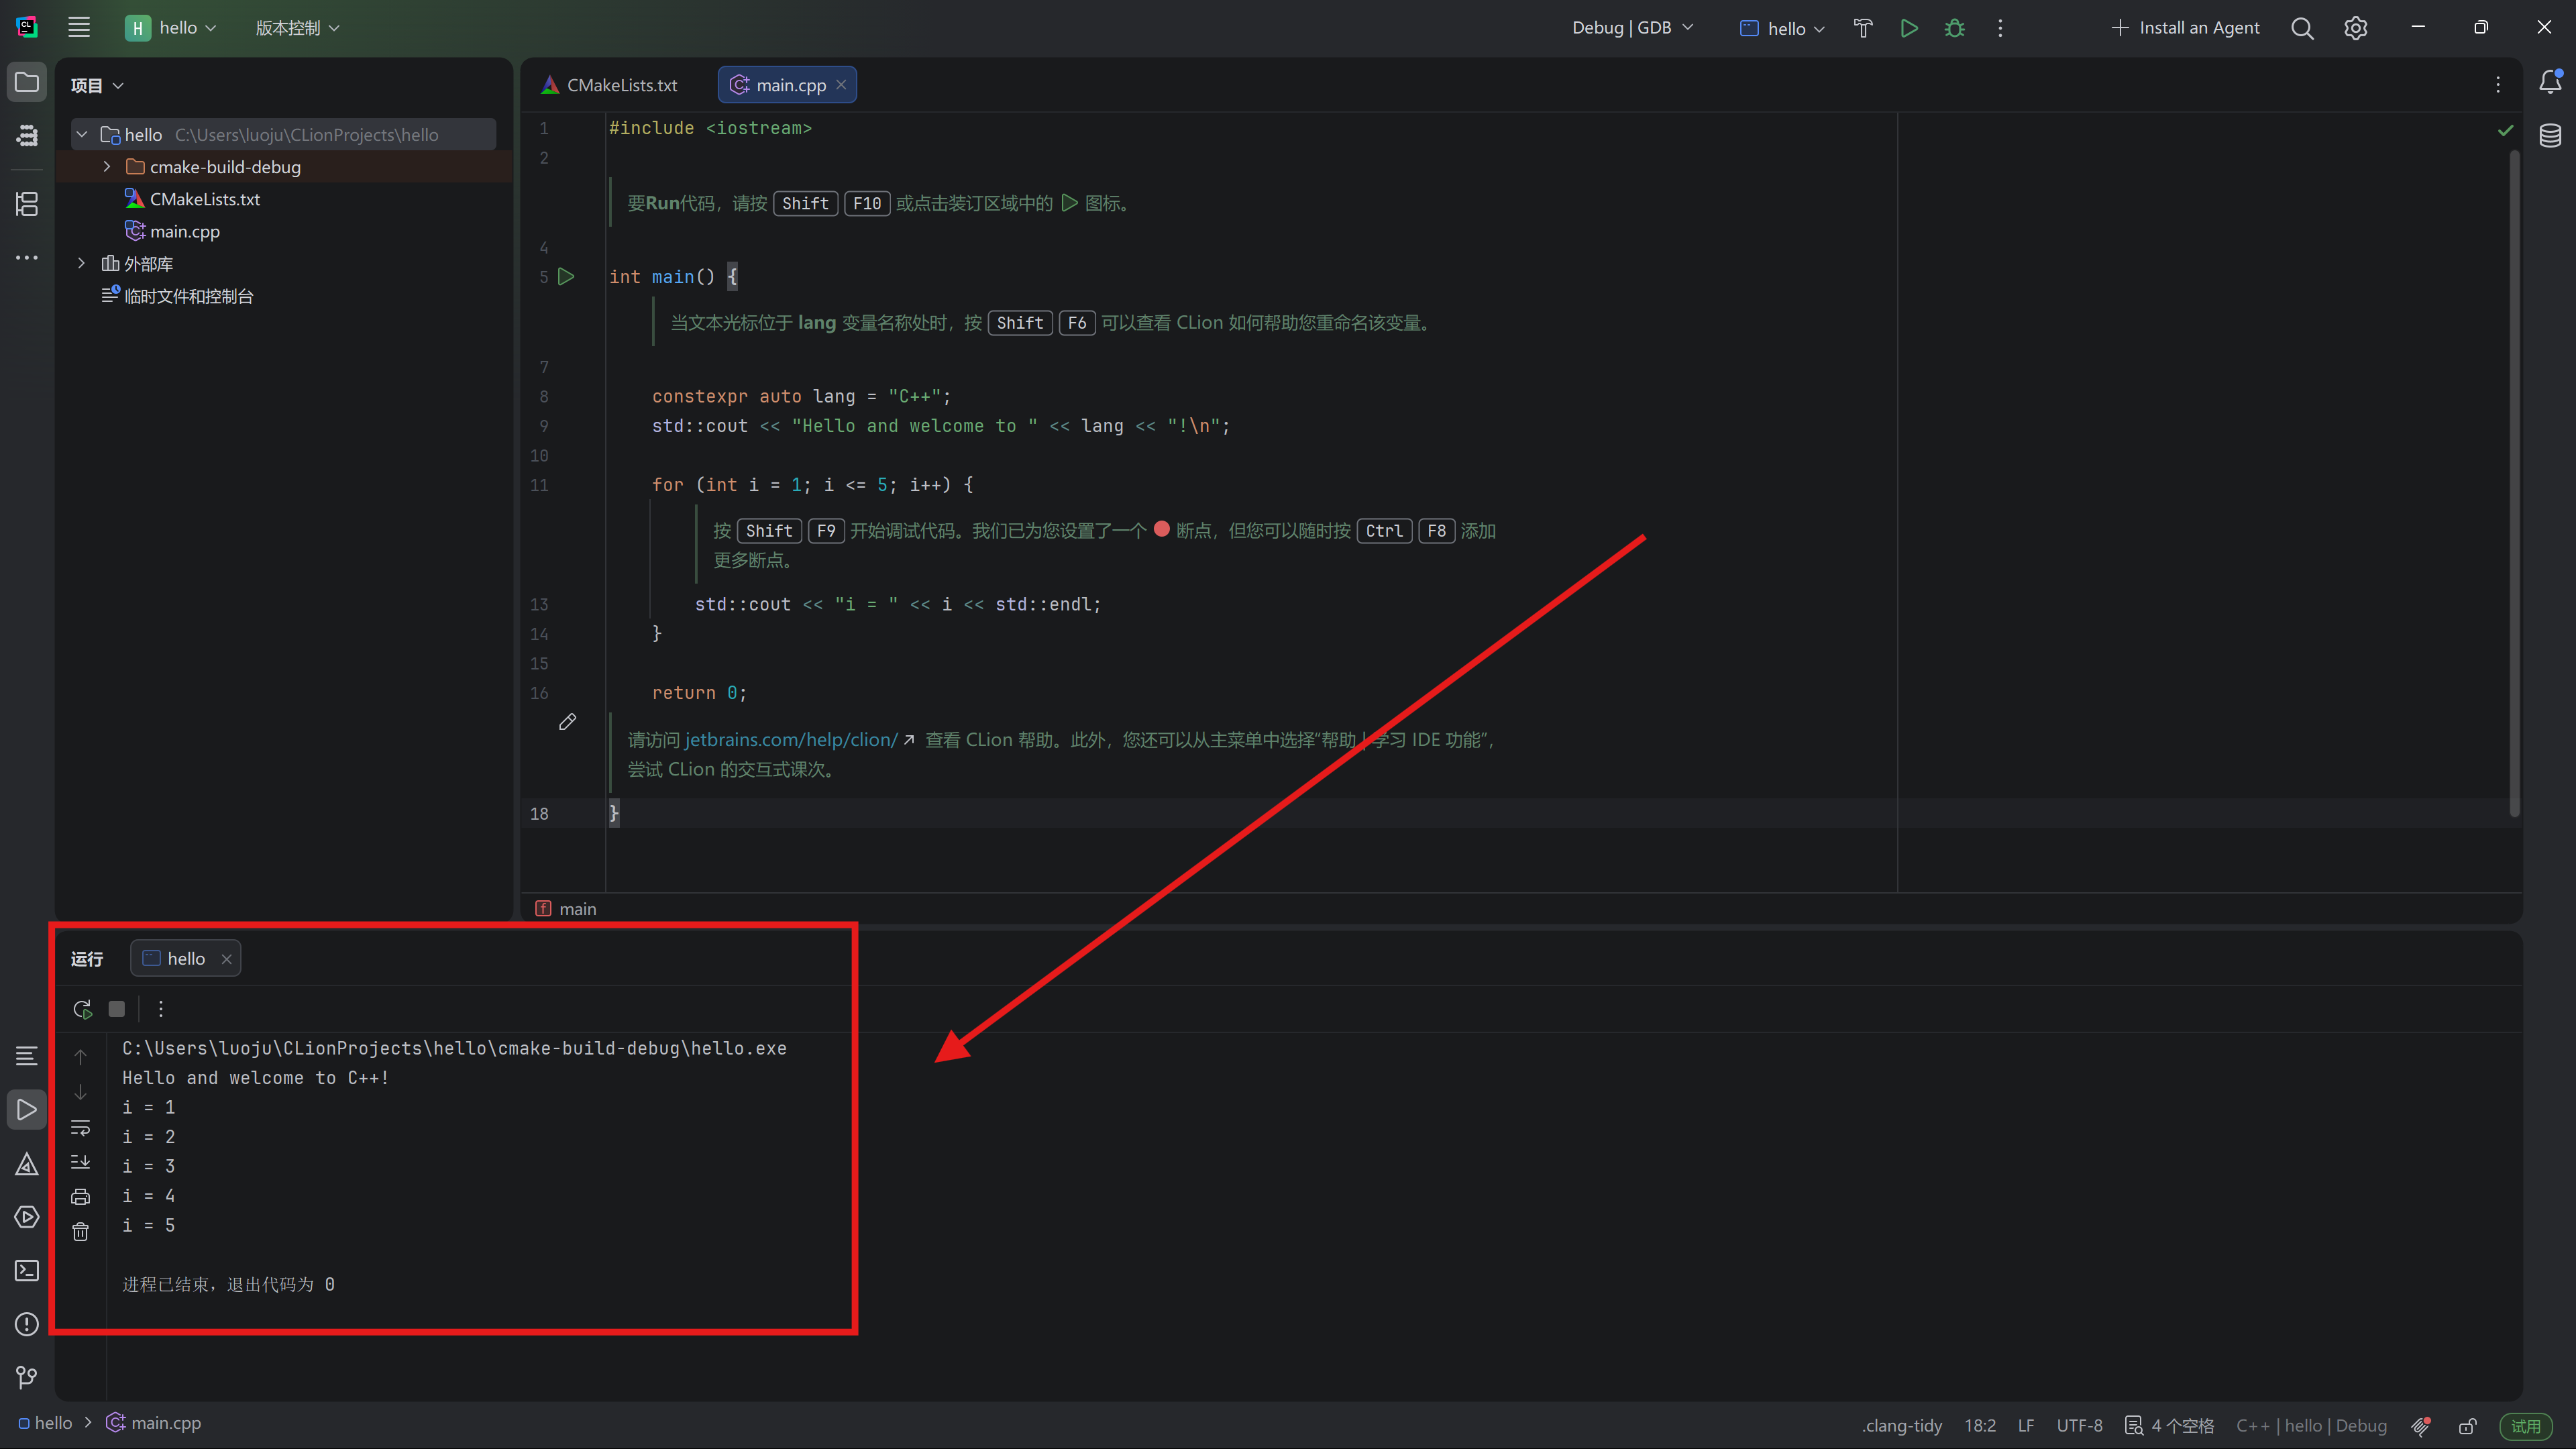 H hello 版本控制 Debug | GDB hello Install an Agent
项目
hello C:\Users\luoju\CLionProjects\hello
cmake-build-debug
CMakeLists.txt
main.cpp
外部库
临时文件和控制台
CMakeLists.txt main.cpp
1 #include <iostream>
2
要Run代码，请按 Shift F10 或点击装订区域中的 图标。
4
5 int main() {
当文本光标位于 lang 变量名称处时，按 Shift F6 可以查看 CLion 如何帮助您重命名该变量。
7
8 constexpr auto lang = "C++";
9 std::cout << "Hello and welcome to " << lang << "!\n";
10
11 for (int i = 1; i <= 5; i++) {
按 Shift F9 开始调试代码。我们已为您设置了一个 断点，但您可以随时按 Ctrl F8 添加
更多断点。
13 std::cout << "i = " << i << std::endl;
14 }
15
16 return 0;
请访问 jetbrains.com/help/clion/ 查看 CLion 帮助。此外，您还可以从主菜单中选择“帮助 | 学习 IDE 功能”，
尝试 CLion 的交互式课次。
18 }
f main
运行 hello
C:\Users\luoju\CLionProjects\hello\cmake-build-debug\hello.exe
Hello and welcome to C++!
i = 1
i = 2
i = 3
i = 4
i = 5
进程已结束，退出代码为 0
hello main.cpp .clang-tidy 18:2 LF UTF-8 4 个空格 C++ | hello | Debug 试用